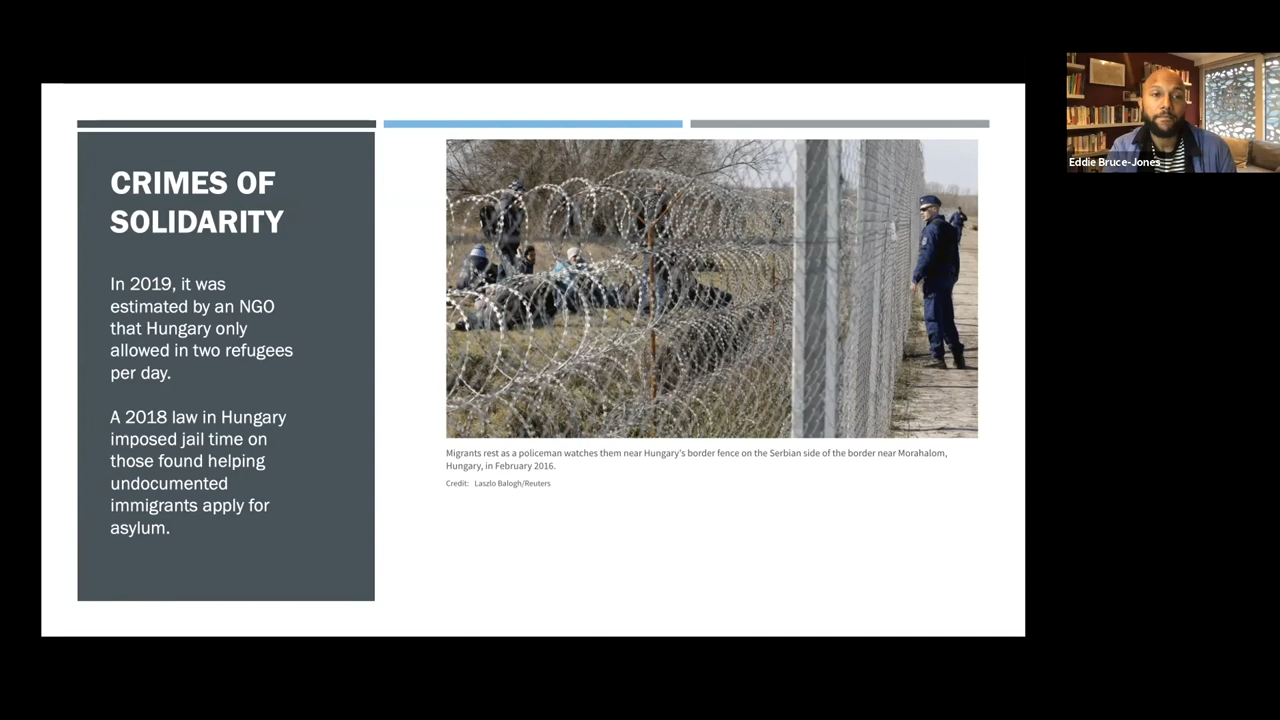 CRIMES OF
SOLIDARITY
In 2019, it was
estimated by an NGO
that Hungary only
allowed in two refugees
per day.
A 2018 law in Hungary
imposed jail time on
those found helping
undocumented
immigrants apply for
asylum.
Migrants rest as a policeman watches them near Hungary's border fence on the Serbian side of the border near Morahalom,
Hungary, in February 2016.
Credit: Laszlo Balogh/Reuters
Eddie Bruce-Jones